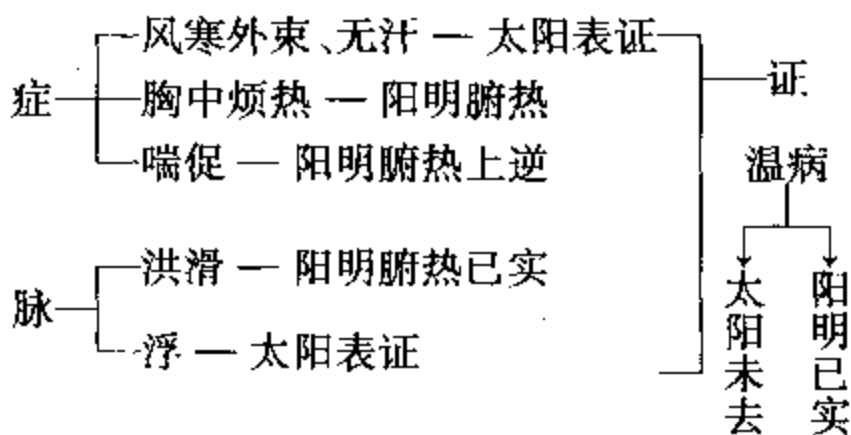 风寒外束、无汗 — 太阳表证
症
胸中烦热 — 阳明腑热
证
喘促 — 阳明腑热上逆
温病
脉
洪滑 — 阳明腑热已实
浮 — 太阳表证
太阳未去
阳明已实